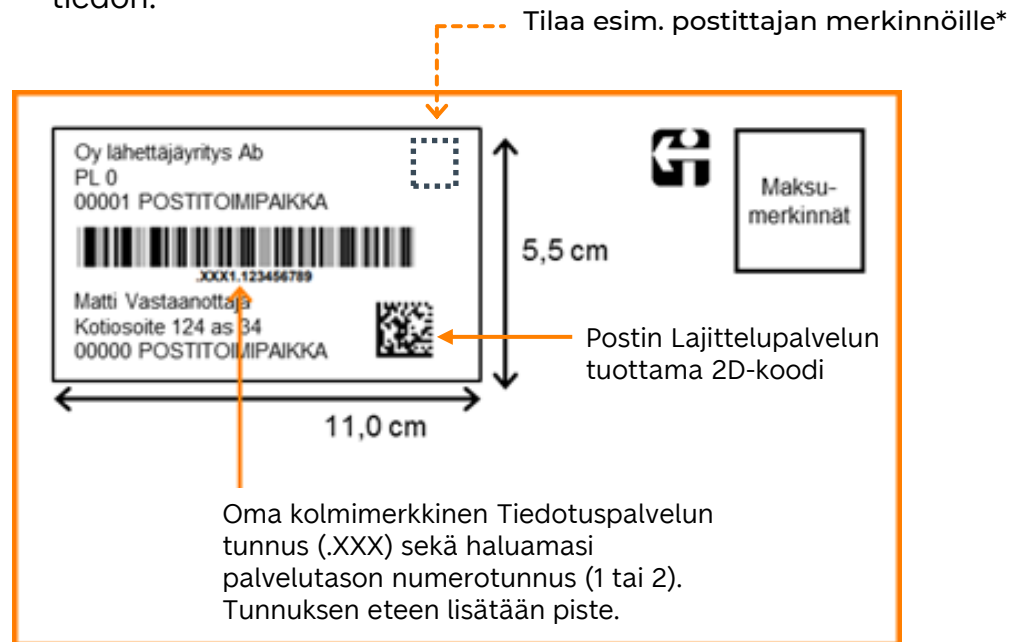 tiedon.
Tilaa esim. postittajan merkinnöille*
Oy lähettäjäyritys Ab
PL 0
00001 POSTITOIMIPAIKKA
.XXX1.123456789
Matti Vastaanottaja
Kotiosoite 124 as 34
00000 POSTITOIMIPAIKKA
5,5 cm
11,0 cm
Maksu-
merkinnät
Postin Lajittelupalvelun
tuottama 2D-koodi
Oma kolmimerkkinen Tiedotuspalvelun
tunnus (.XXX) sekä haluamasi
palvelutason numerotunnus (1 tai 2).
Tunnuksen eteen lisätään piste.